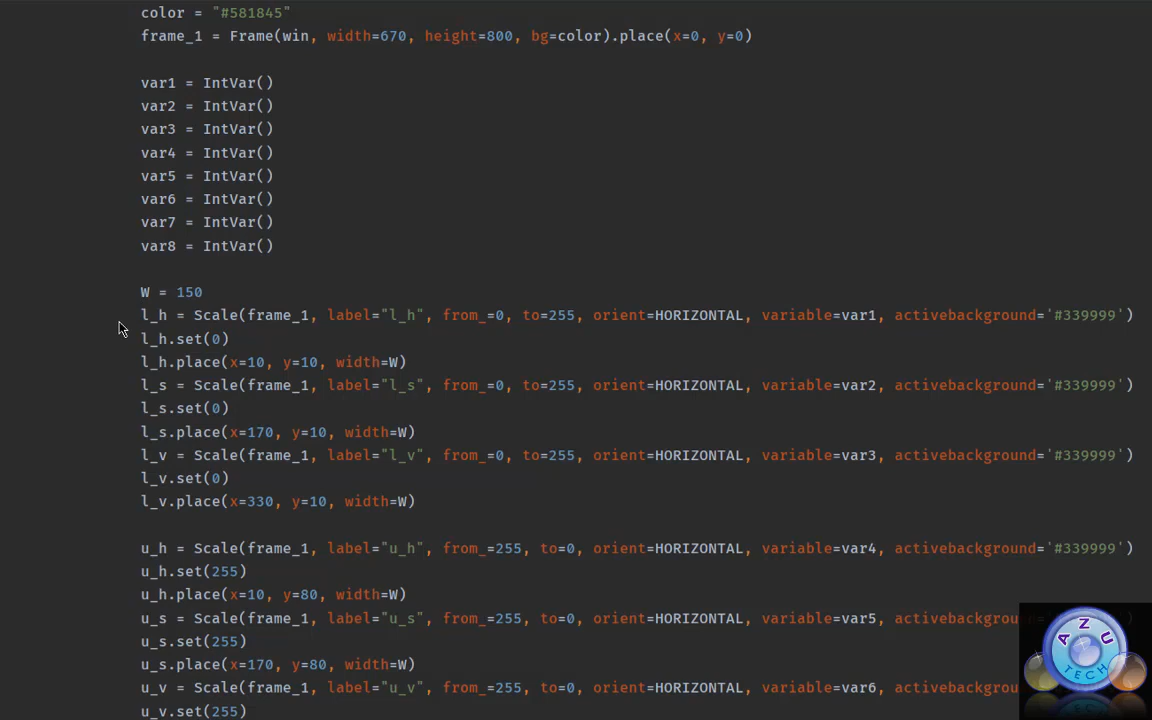 color = "#581845"
frame_1 = Frame(win, width=670, height=800, bg=color).place(x=0, y=0)
var1 = IntVar()
var2 = IntVar()
var3 = IntVar()
var4 = IntVar()
var5 = IntVar()
var6 = IntVar()
var7 = IntVar()
var8 = IntVar()
W = 150
l_h = Scale(frame_1, label="l_h", from_=0, to=255, orient=HORIZONTAL, variable=var1, activebackground='#339999')
l_h.set(0)
l_h.place(x=10, y=10, width=W)
l_s = Scale(frame_1, label="l_s", from_=0, to=255, orient=HORIZONTAL, variable=var2, activebackground='#339999')
l_s.set(0)
l_s.place(x=170, y=10, width=W)
l_v = Scale(frame_1, label="l_v", from_=0, to=255, orient=HORIZONTAL, variable=var3, activebackground='#339999')
l_v.set(0)
l_v.place(x=330, y=10, width=W)
u_h = Scale(frame_1, label="u_h", from_=255, to=0, orient=HORIZONTAL, variable=var4, activebackground='#339999')
u_h.set(255)
u_h.place(x=10, y=80, width=W)
u_s = Scale(frame_1, label="u_s", from_=255, to=0, orient=HORIZONTAL, variable=var5, activebackgrou
u_s.set(255)
u_s.place(x=170, y=80, width=W)
u_v = Scale(frame_1, label="u_v", from_=255, to=0, orient=HORIZONTAL, variable=var6, activebackgrou
u_v.set(255)
AZU
TECH